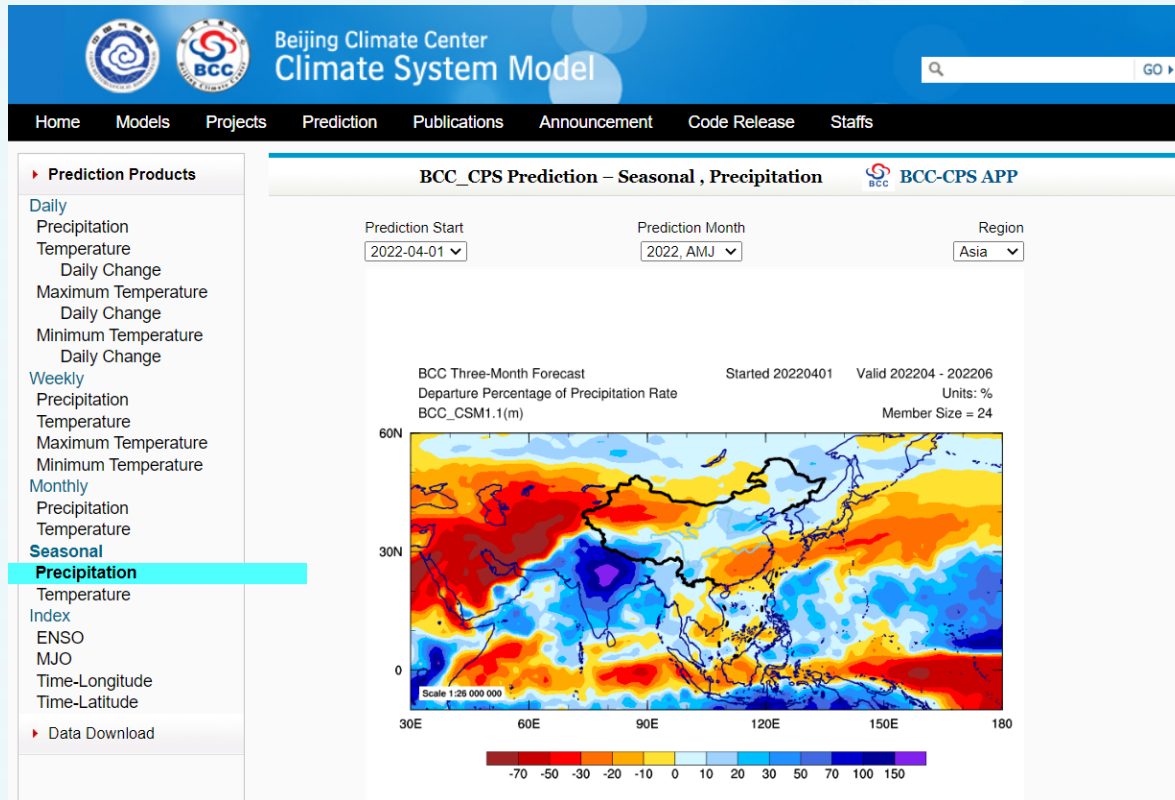 BCC
Beijing Climate Center
Climate System Model
GO
Home Models Projects Prediction Publications Announcement Code Release Staffs
Prediction Products
Daily
Precipitation
Temperature
Daily Change
Maximum Temperature
Daily Change
Minimum Temperature
Daily Change
Weekly
Precipitation
Temperature
Maximum Temperature
Minimum Temperature
Monthly
Precipitation
Temperature
Seasonal
Precipitation
Temperature
Index
ENSO
MJO
Time-Longitude
Time-Latitude
Data Download
BCC_CPS Prediction – Seasonal , Precipitation
BCC
BCC-CPS APP
Prediction Start Prediction Month Region
2022-04-01 2022, AMJ Asia
BCC Three-Month Forecast Started 20220401 Valid 202204 - 202206
Departure Percentage of Precipitation Rate Units: %
BCC_CSM1.1(m) Member Size = 24
60N
30N
0
Scale 1:26 000 000
30E 60E 90E 120E 150E 180
-70 -50 -30 -20 -10 0 10 20 30 50 70 100 150